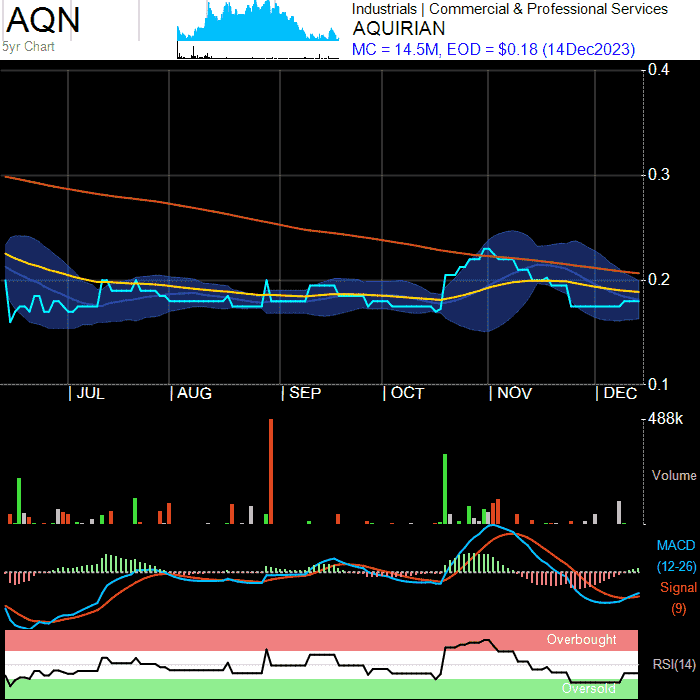 AQN
5yr Chart
Industrials | Commercial & Professional Services
AQUIRIAN
MC = 14.5M, EOD = $0.18 (14Dec2023)
0.4
0.3
0.2
0.1
| JUL | AUG | SEP | OCT | NOV | DEC
488k
Volume
MACD
(12-26)
Signal
(9)
Overbought
RSI(14)
Oversold